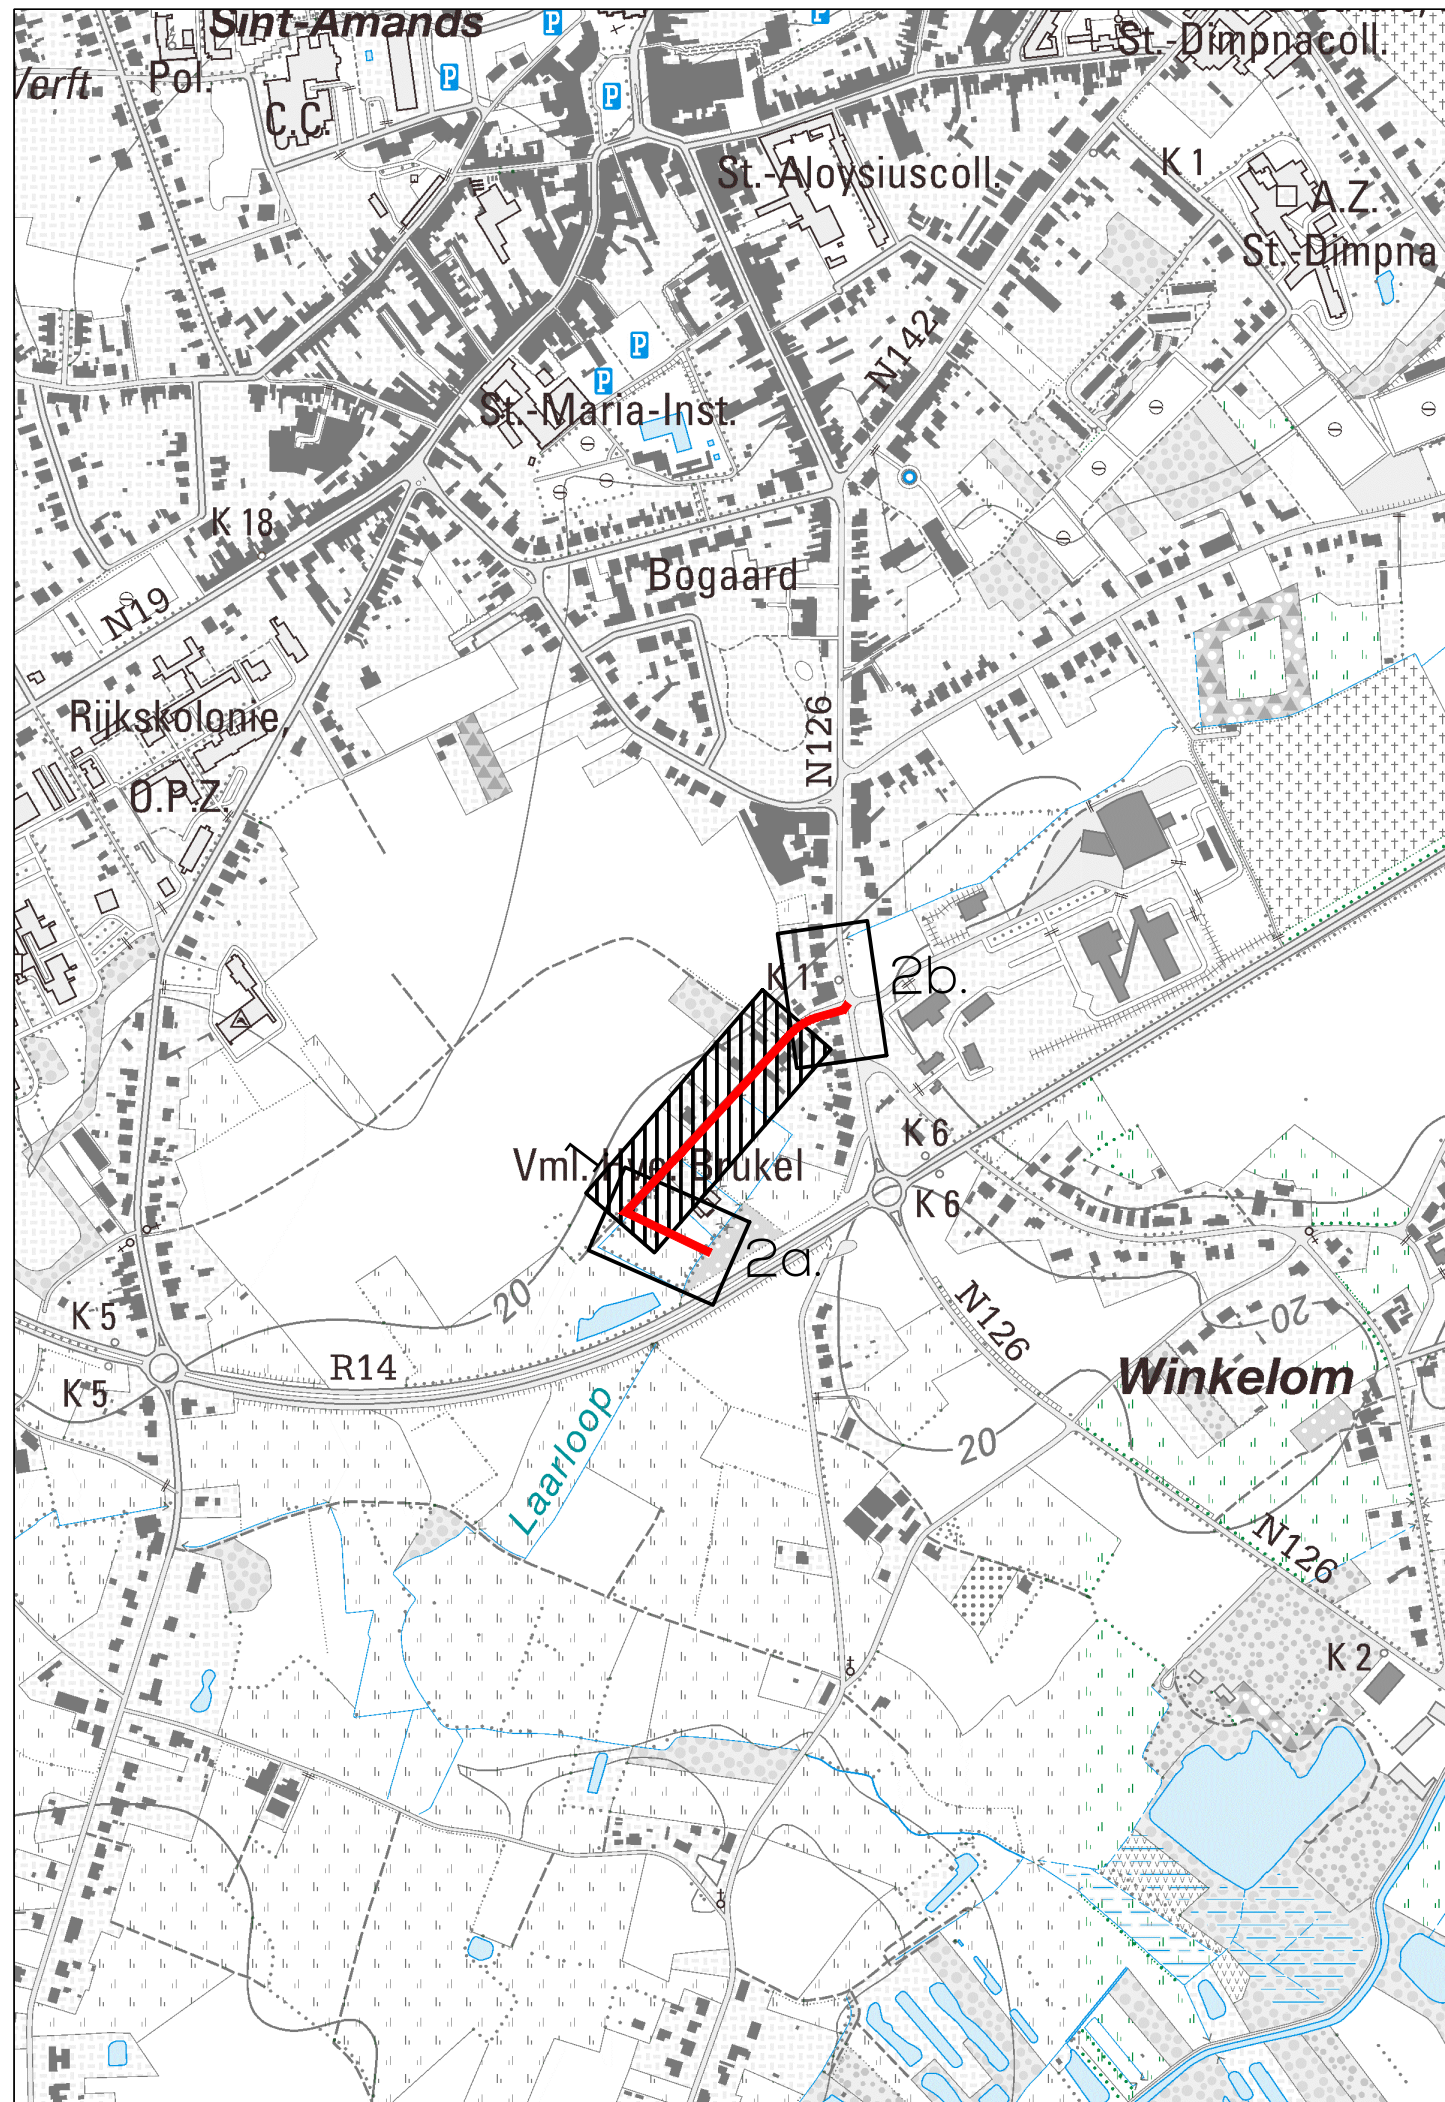 Sint-Amands
P
P
St.-Dimpnacoll.
Verft
Pol.
P
P
C.C.
St.-Aloysiuscoll.
K 1
A.Z.
St.-Dimpna
N142
P
P
St.-Maria-Inst.
K 18
Bogaard
N19
Rijkskolonie,
N126
O.P.Z.
K 1
2b.
K 6
Vml.
Brukel
K 6
2a.
20
N126
K 5
R14
K 5
20
Winkelom
Laarloop
20
N126
K 2